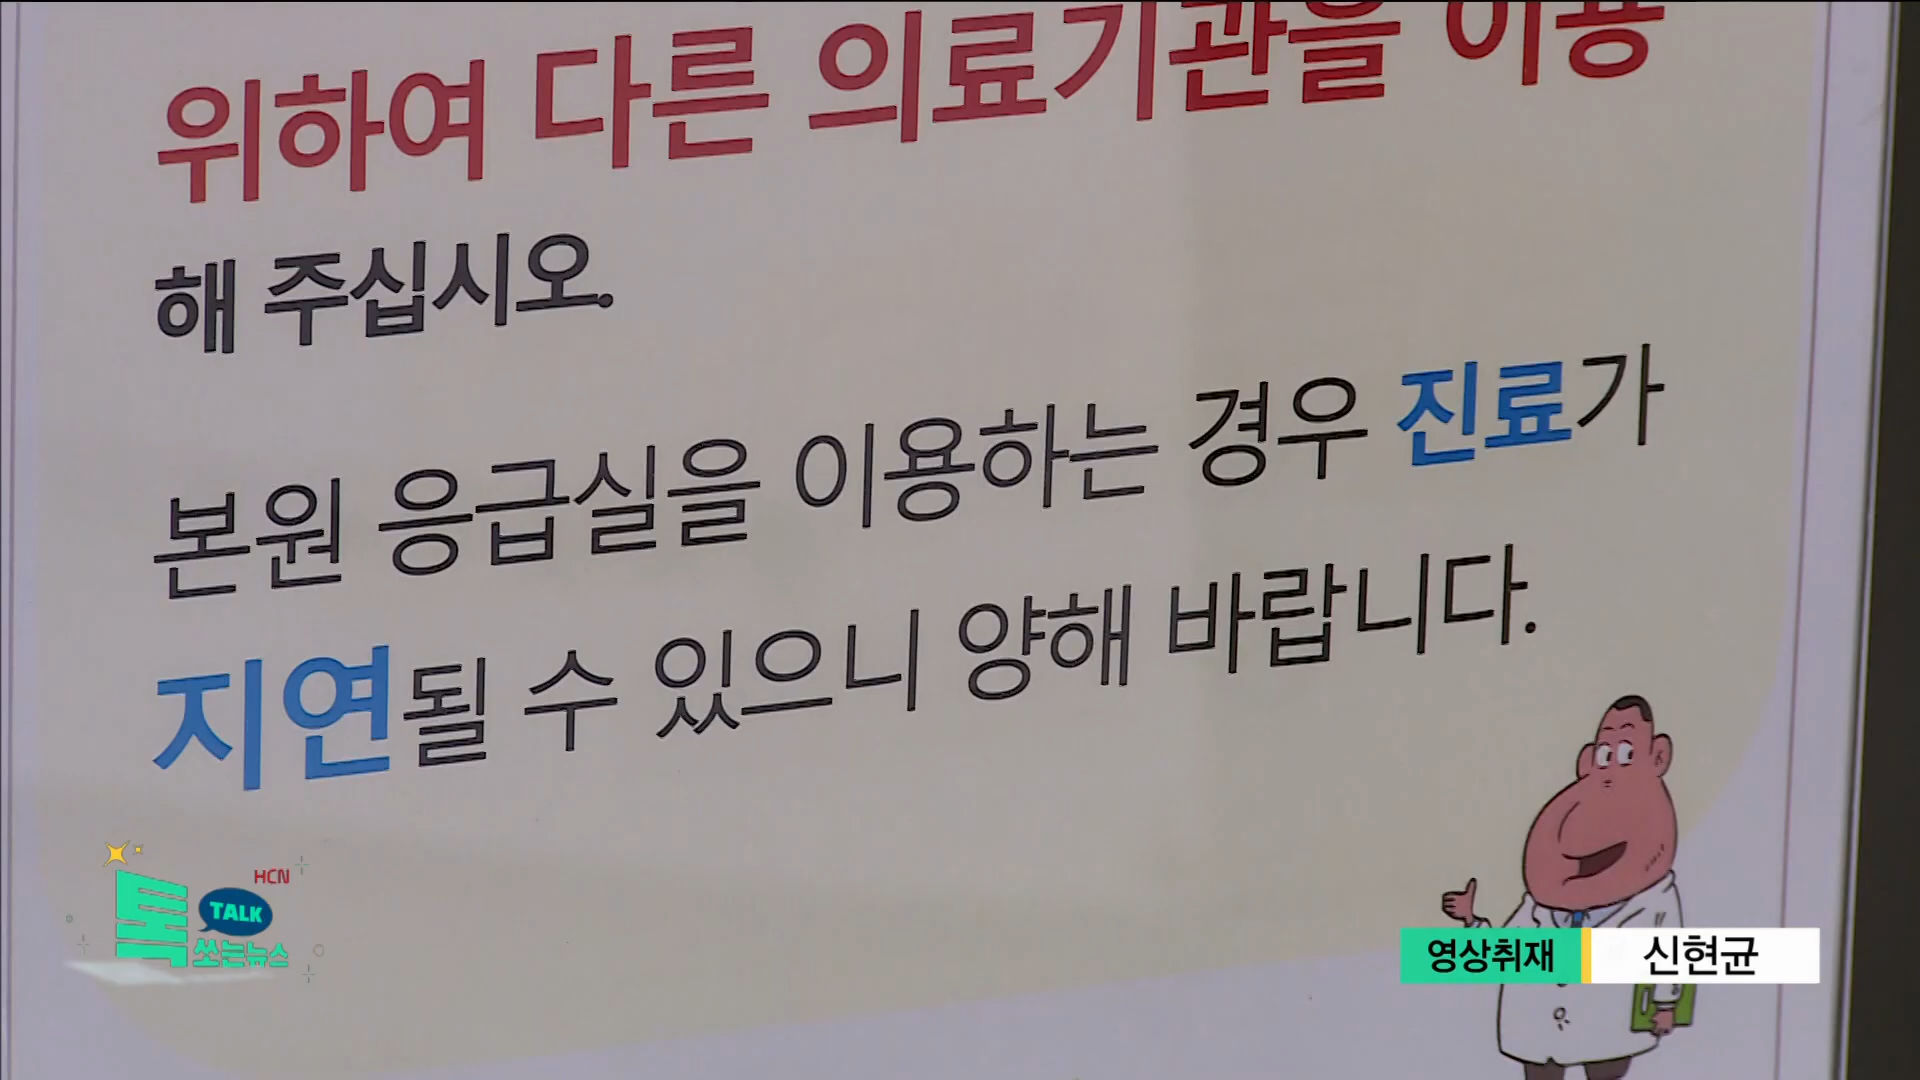 위하여 다른 의료기관을 이용
해 주십시오.
본원 응급실을 이용하는 경우 진료가
지연될 수 있으니 양해 바랍니다.
HCN
톡 TALK
쏘는뉴스
영상취재 신현균